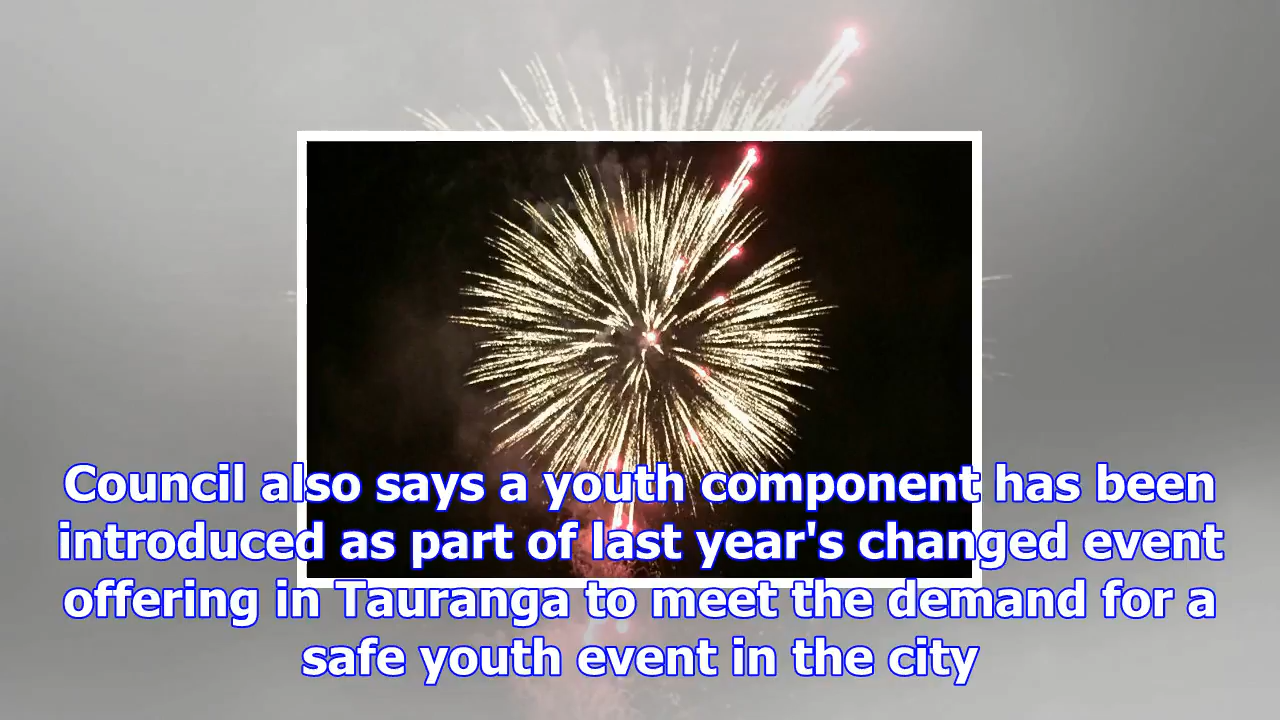 Council also says a youth component has been
introduced as part of last year's changed event
offering in Tauranga to meet the demand for a
safe youth event in the city